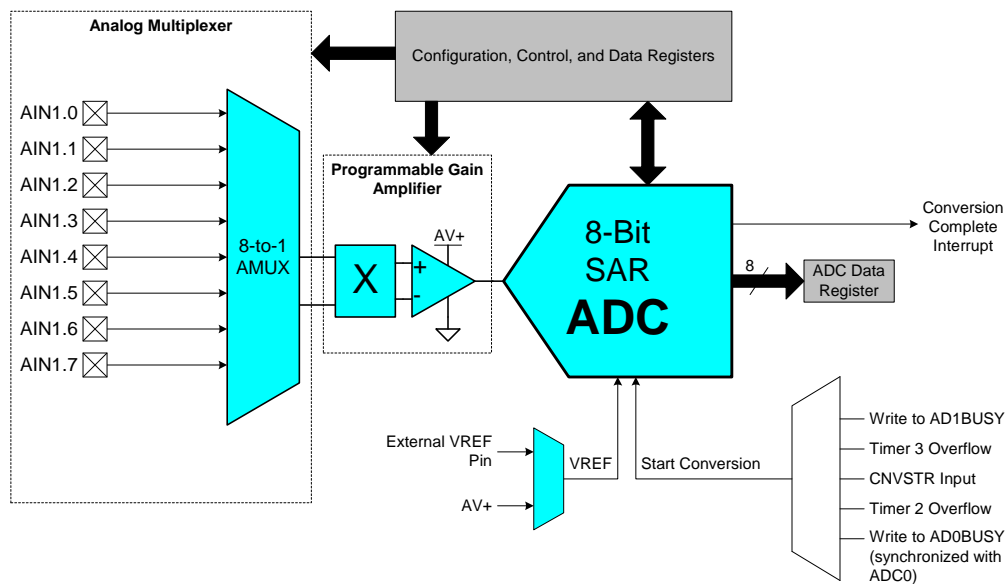 Analog Multiplexer
Configuration, Control, and Data Registers
AIN1.0
AIN1.1
AIN1.2
AIN1.3
AIN1.4
AIN1.5
AIN1.6
AIN1.7
8-to-1
AMUX
Programmable Gain
Amplifier
X
+
-
AV+
8-Bit
SAR
ADC
Conversion
Complete
Interrupt
8
ADC Data
Register
External VREF
Pin
AV+
VREF
Start Conversion
Write to AD1BUSY
Timer 3 Overflow
CNVSTR Input
Timer 2 Overflow
Write to AD0BUSY
(synchronized with
ADC0)